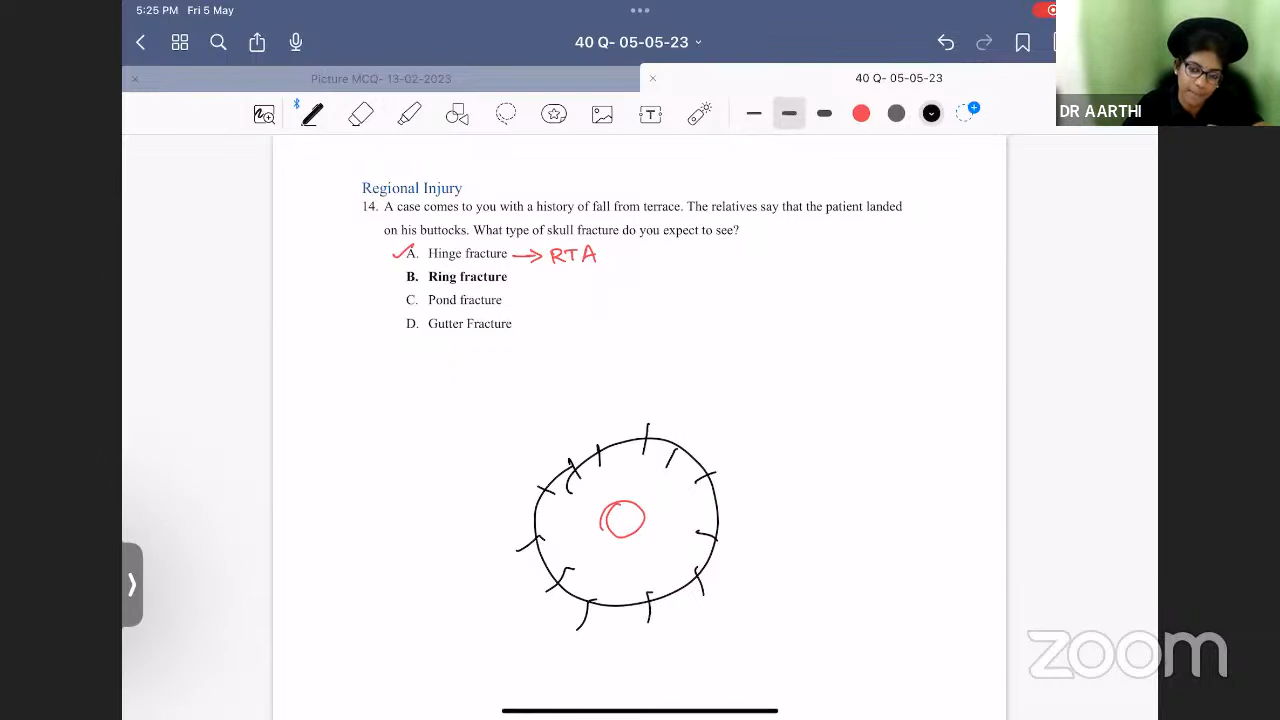 5:25 PM Fri 5 May
40 Q- 05-05-23
Picture MCQ- 13-02-2023
40 Q- 05-05-23
DR AARTHI
Regional Injury
14. A case comes to you with a history of fall from terrace. The relatives say that the patient landed
on his buttocks. What type of skull fracture do you expect to see?
A. Hinge fracture → RTA
B. Ring fracture
C. Pond fracture
D. Gutter Fracture
zoom